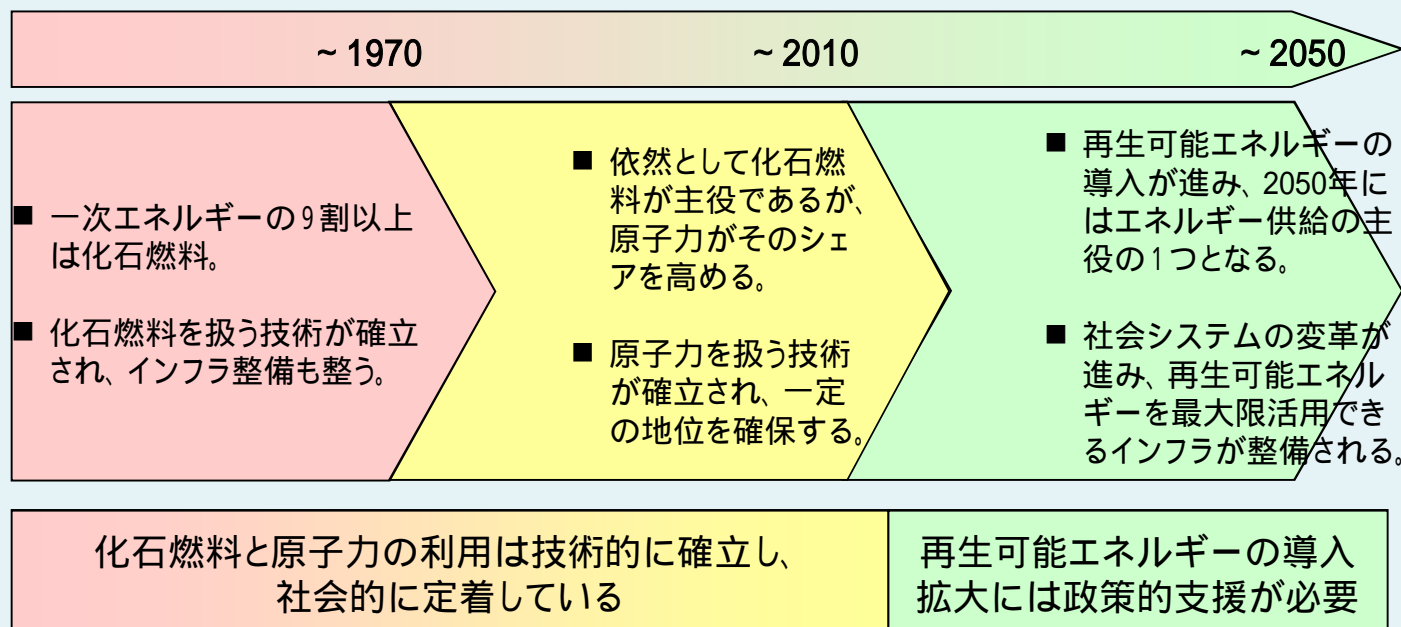 ~ 1970 ~ 2010 ~ 2050
■ 一次エネルギーの9割以上
は化石燃料。
■ 化石燃料を扱う技術が確立
され、インフラ整備も整う。
■ 依然として化石燃
料が主役であるが、
原子力がそのシェ
アを高める。
■ 原子力を扱う技術
が確立され、一定
の地位を確保する。
■ 再生可能エネルギーの
導入が進み、2050年に
はエネルギー供給の主
役の1つとなる。
■ 社会システムの変革が
進み、再生可能エネル
ギーを最大限活用でき
るインフラが整備される。
化石燃料と原子力の利用は技術的に確立し、
社会的に定着している
再生可能エネルギーの導入
拡大には政策的支援が必要